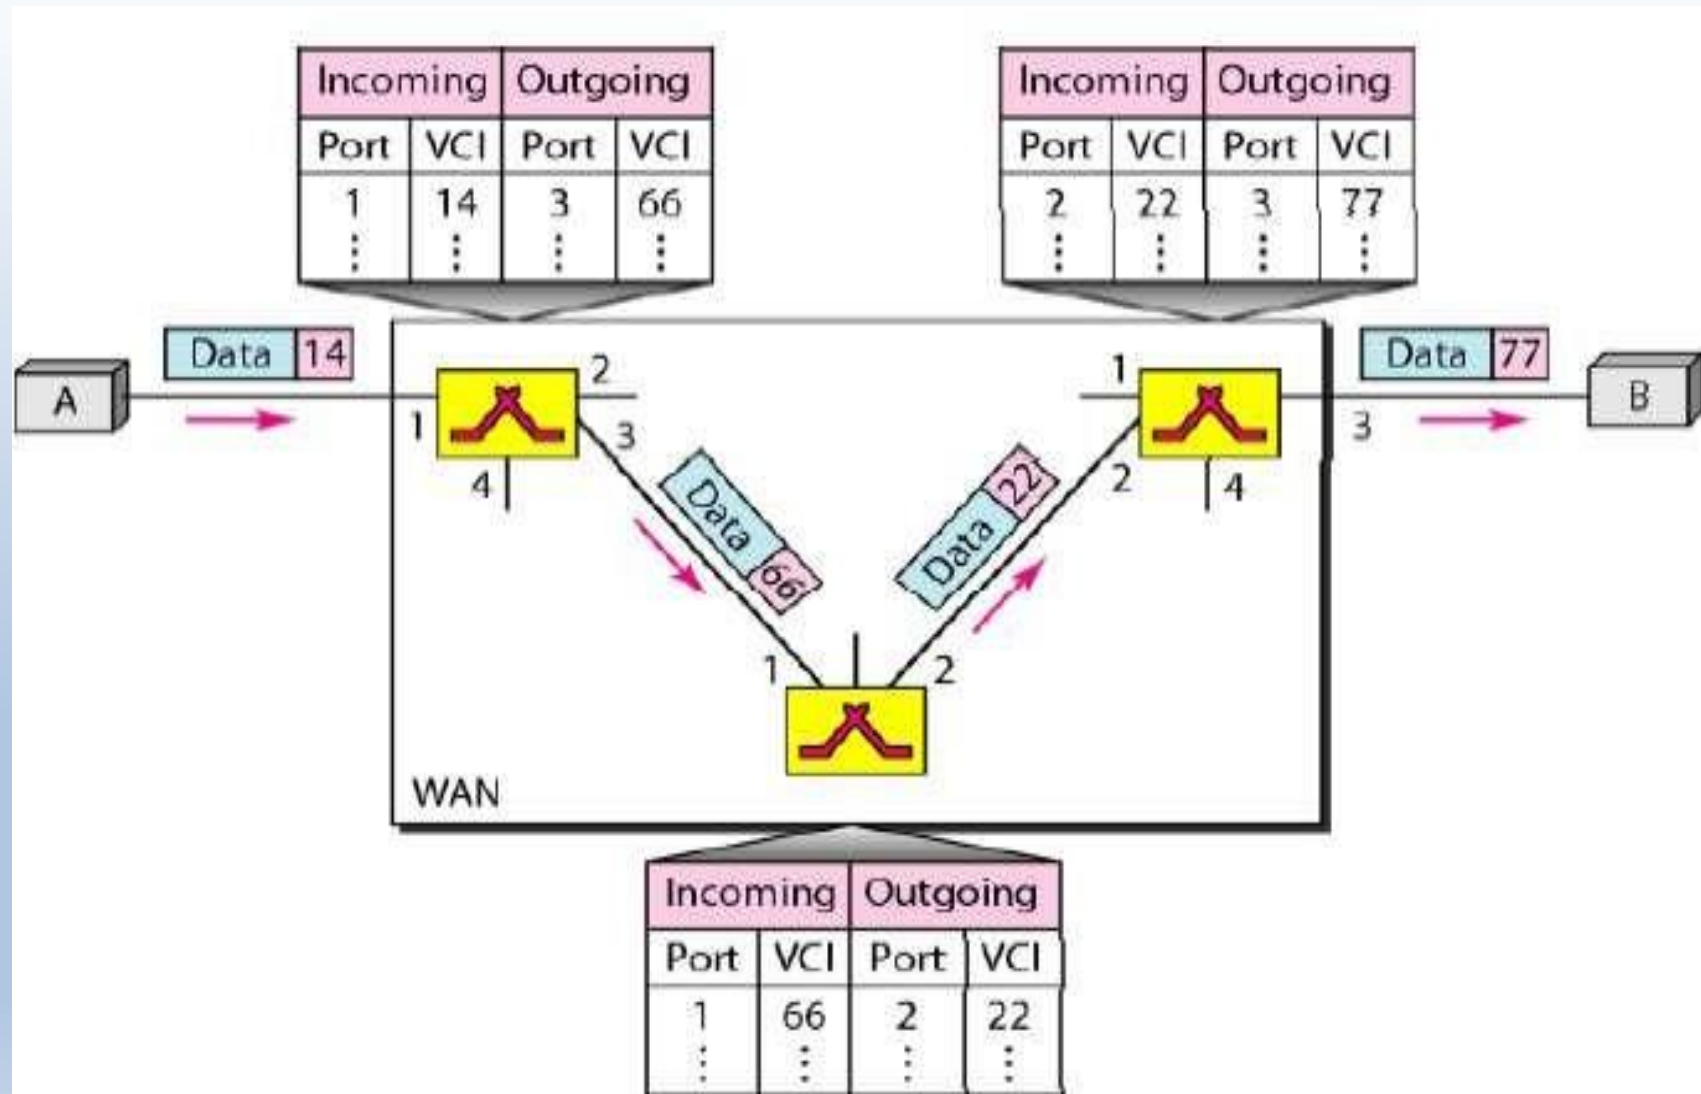 Incoming Outgoing
Port VCI Port VCI
1 14 3 66
⋮ ⋮ ⋮ ⋮
Incoming Outgoing
Port VCI Port VCI
2 22 3 77
⋮ ⋮ ⋮ ⋮
A
Data 14
1
2
3
4
Data 66
1
2
Data 22
1
2
3
4
Data 77
B
WAN
Incoming Outgoing
Port VCI Port VCI
1 66 2 22
⋮ ⋮ ⋮ ⋮